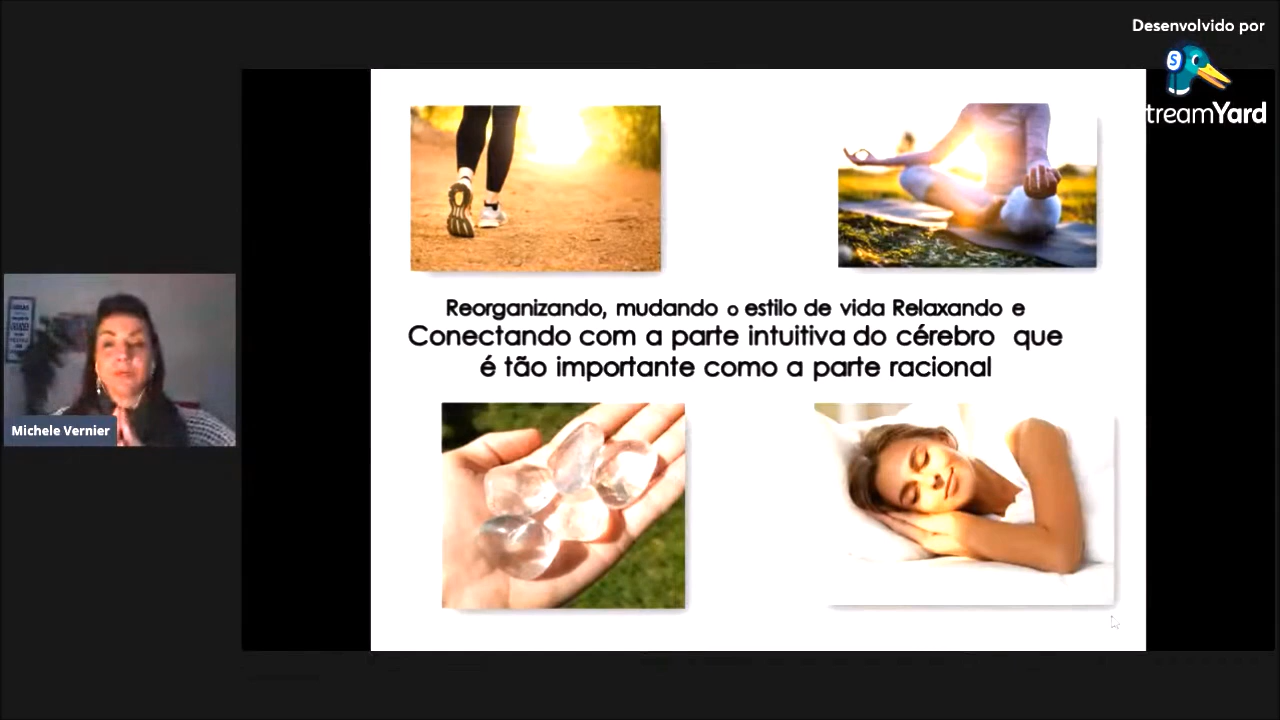 Desenvolvido por
treamYard
Reorganizando, mudando o estilo de vida Relaxando e
Conectando com a parte intuitiva do cérebro que
é tão importante como a parte racional
Michele Vernier